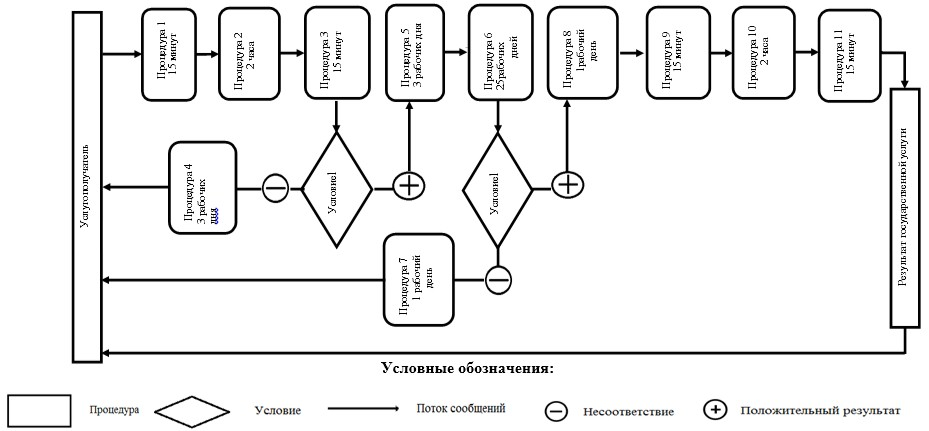 Услугополучатель
Процедура 1
15 минут
Процедура 2
2 часа
Процедура 3
15 минут
Условие1
Процедура 4
3 рабочих
дня
Процедура 5
3 рабочих дня
Процедура 6
25рабочих
дней
Условие1
Процедура 7
1 рабочий
день
Процедура 8
1рабочий
день
Процедура 9
15 минут
Процедура 10
2 часа
Процедура 11
15 минут
Результат государственной услуги
Условные обозначения:
Процедура
Условие
Поток сообщений
Несоответствие
Положительный результат